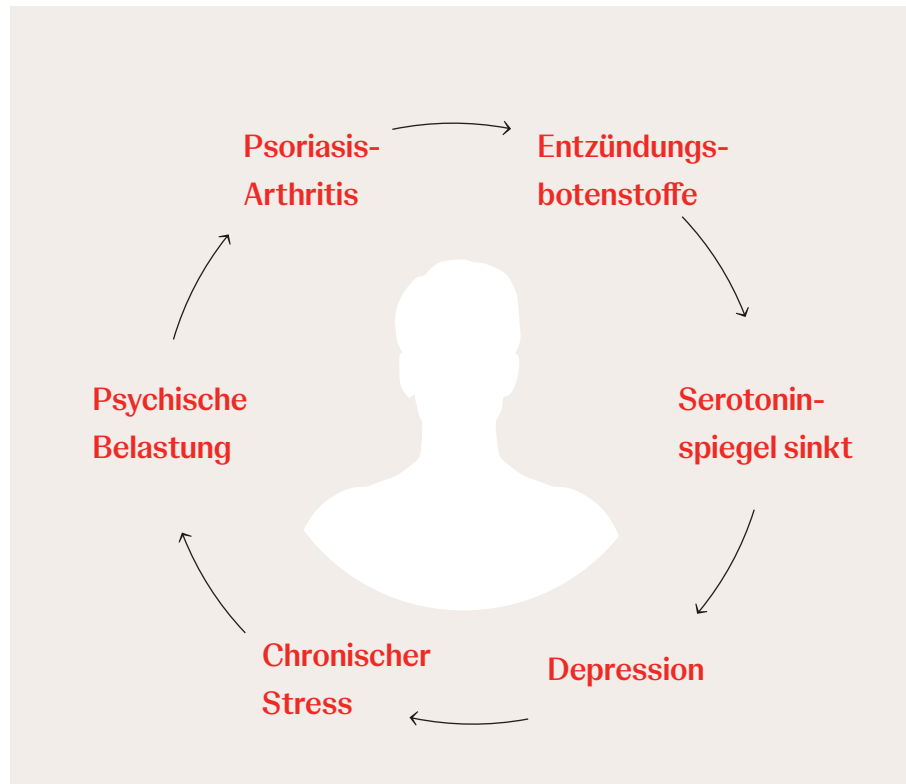 Psoriasis-
Arthritis
Entzündungs-
botenstoffe
Serotonin-
spiegel sinkt
Depression
Chronischer
Stress
Psychische
Belastung